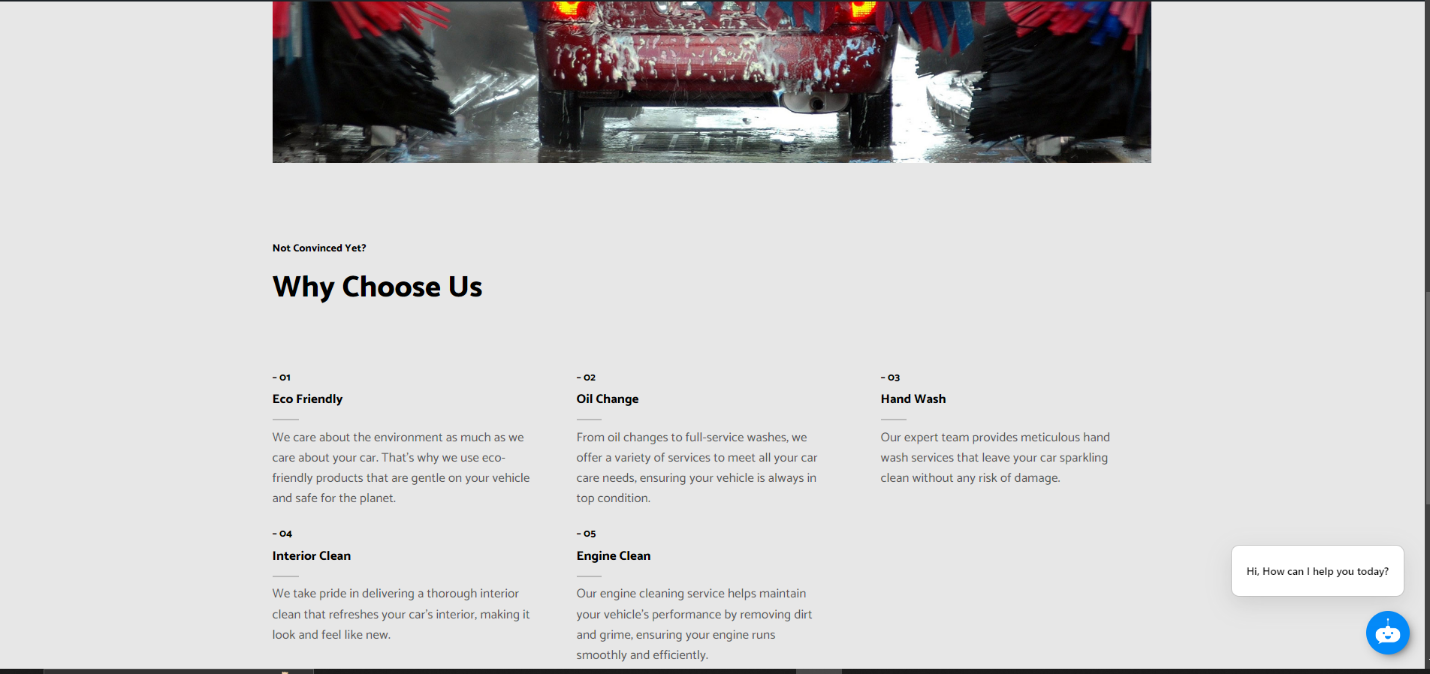 Not Convinced Yet?
Why Choose Us
- 01
Eco Friendly
We care about the environment as much as we
care about your car. That's why we use eco-
friendly products that are gentle on your vehicle
and safe for the planet.
- 02
Oil Change
From oil changes to full-service washes, we
offer a variety of services to meet all your car
care needs, ensuring your vehicle is always in
top condition.
- 03
Hand Wash
Our expert team provides meticulous hand
wash services that leave your car sparkling
clean without any risk of damage.
- 04
Interior Clean
We take pride in delivering a thorough interior
clean that refreshes your car's interior, making it
look and feel like new.
- 05
Engine Clean
Our engine cleaning service helps maintain
your vehicle's performance by removing dirt
and grime, ensuring your engine runs
smoothly and efficiently.
Hi, How can I help you today?